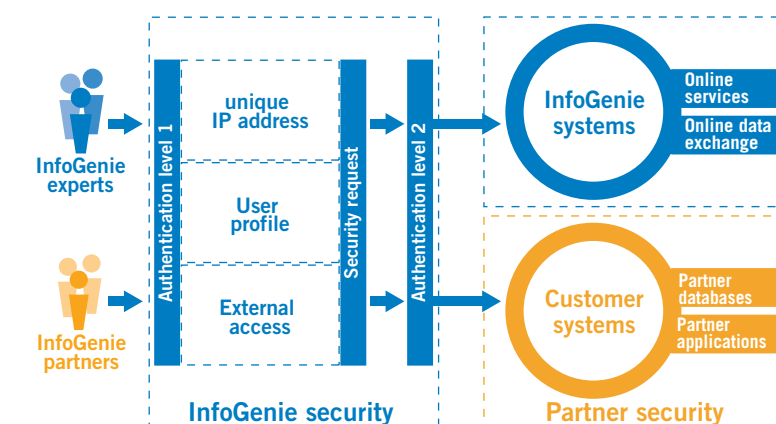 InfoGenie
experts
InfoGenie
partners
Authentication level 1
unique
IP address
User
profile
External
access
Security request
Authentication level 2
InfoGenie security
InfoGenie
systems
Online
services
Online data
exchange
Customer
systems
Partner
databases
Partner
applications
Partner security